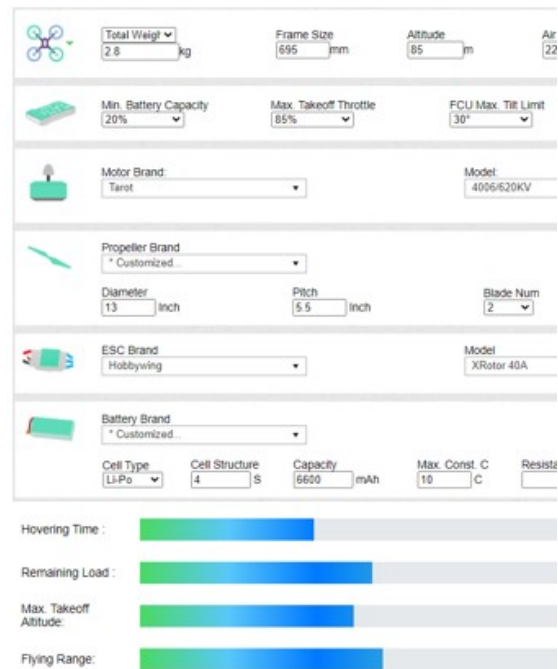 Total Weight Frame Size Altitude Air
2.8 kg 695 mm 85 m 22
Min. Battery Capacity Max. Takeoff Throttle FCU Max. Tilt Limit
20% 85% 30°
Motor Brand: Model:
Tarot 4006/620KV
Propeller Brand
* Customized...
Diameter Pitch Blade Num
13 Inch 5.5 Inch 2
ESC Brand Model
Hobbywing XRotor 40A
Battery Brand
* Customized...
Cell Type Cell Structure Capacity Max. Const. C Resista
Li-Po 4 S 6600 mAh 10 C
Hovering Time :
Remaining Load :
Max. Takeoff
Altitude:
Flying Range: